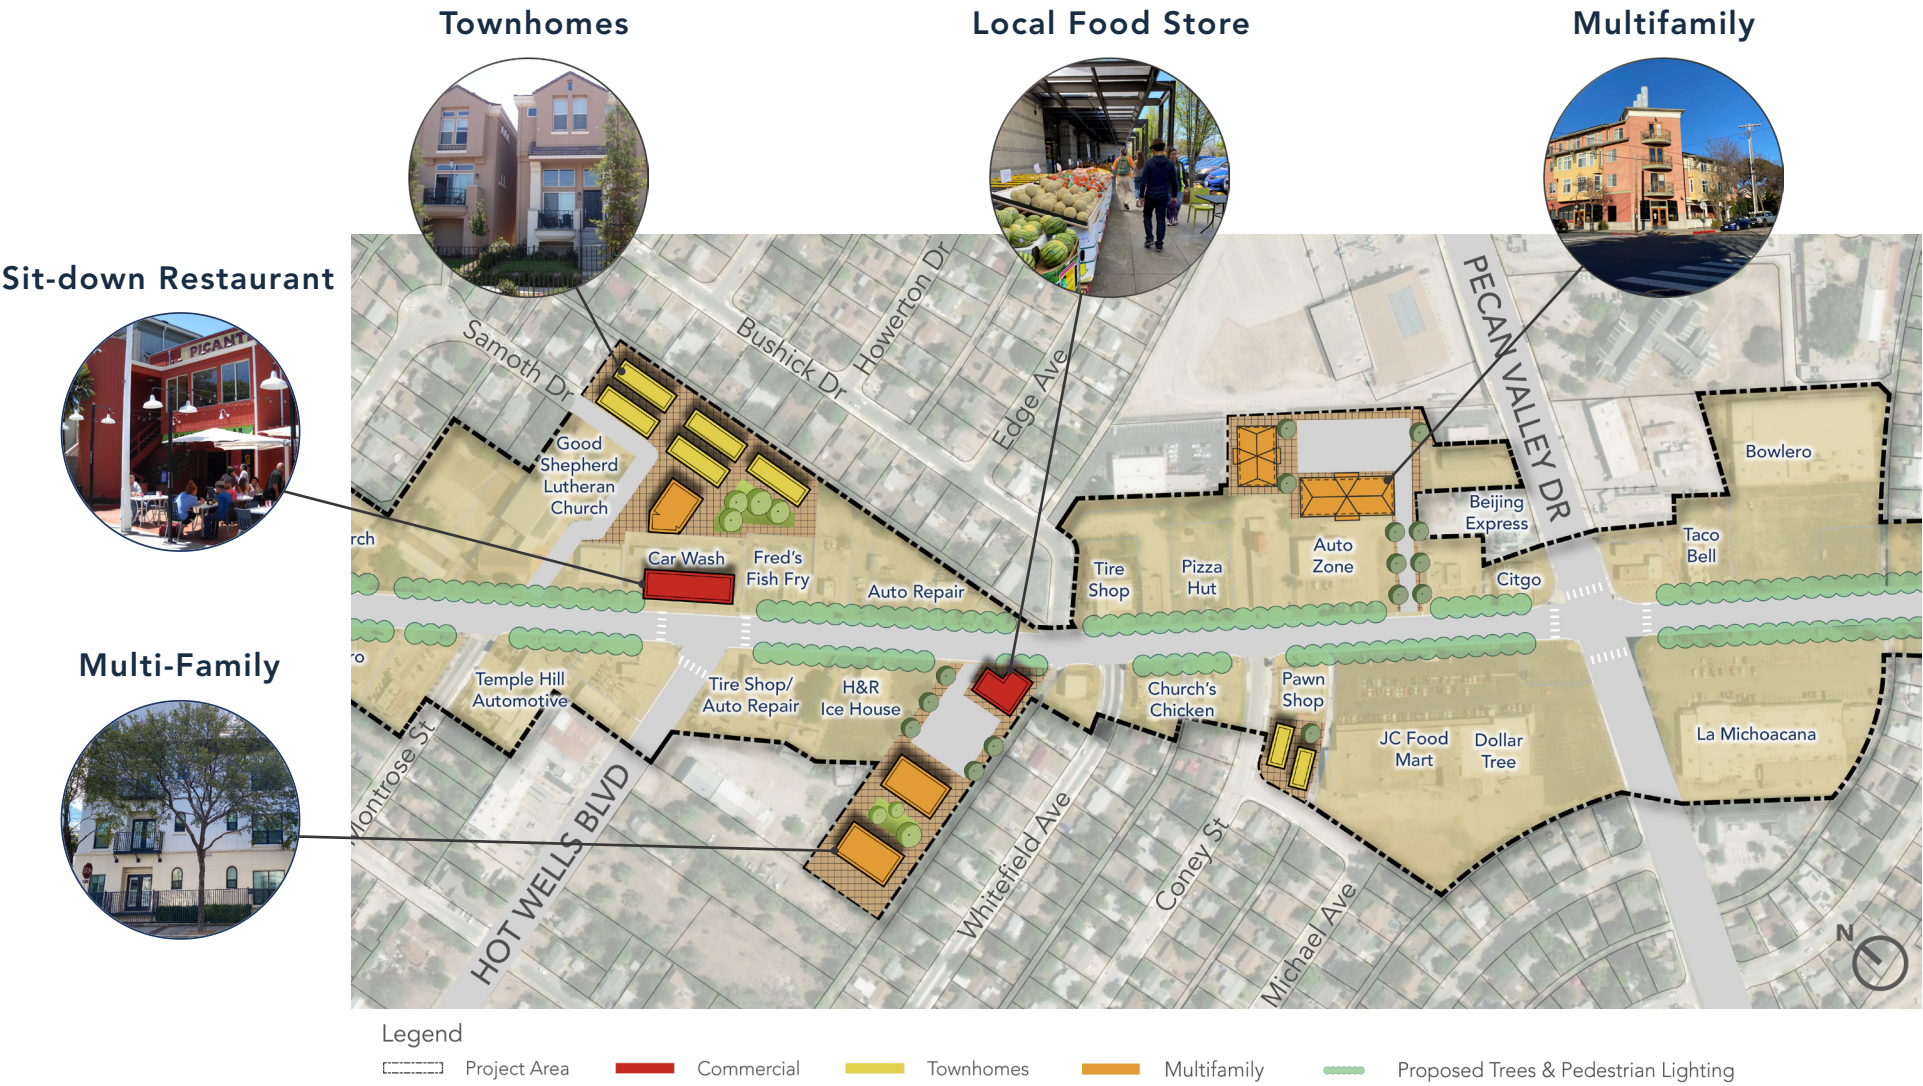 Townhomes
Local Food Store
Multifamily
Sit-down Restaurant
PICANT
Multi-Family
Samoth Dr
Bushick Dr
Howerton Dr
Edge Ave
PECAN VALLEY DR
Good
Shepherd
Lutheran
Church
Bowlero
Beijing
Express
Taco
Bell
rch
Car Wash
Fred's
Fish Fry
Auto Repair
Tire
Shop
Pizza
Hut
Auto
Zone
Citgo
ro
Temple Hill
Automotive
Tire Shop/
Auto Repair
H&R
Ice House
Church's
Chicken
Pawn
Shop
JC Food
Mart
Dollar
Tree
La Michoacana
Montrose St
HOT WELLS BLVD
Whitefield Ave
Coney St
Michael Ave
N
Legend
Project Area
Commercial
Townhomes
Multifamily
Proposed Trees & Pedestrian Lighting